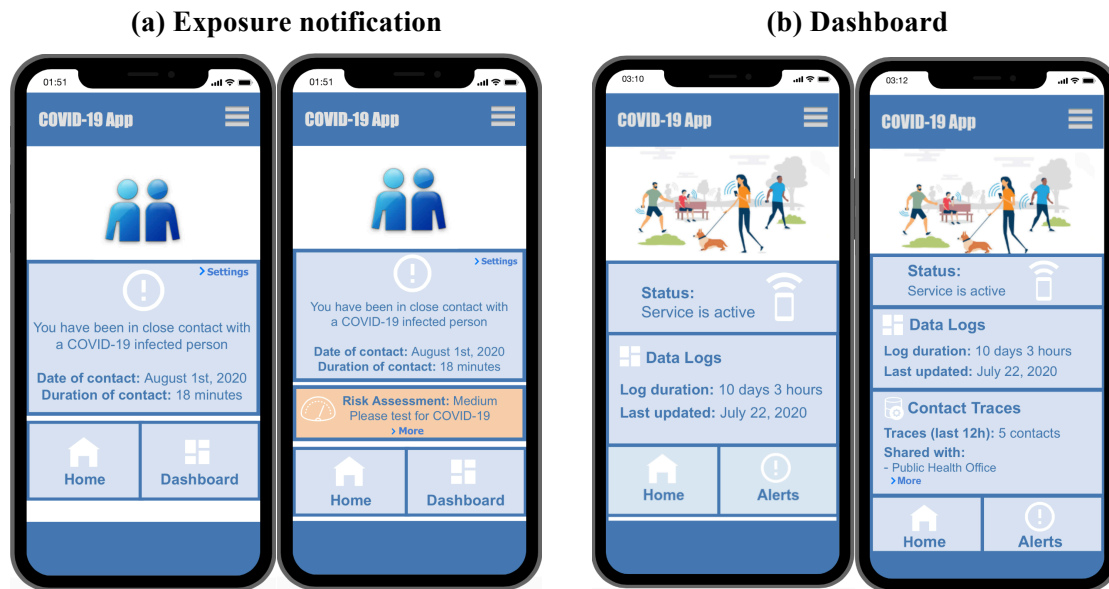 (a) Exposure notification
01:51
COVID-19 App
> Settings
You have been in close contact with
a COVID-19 infected person
Date of contact: August 1st, 2020
Duration of contact: 18 minutes
Home
Dashboard
01:51
COVID-19 App
> Settings
You have been in close contact with
a COVID-19 infected person
Date of contact: August 1st, 2020
Duration of contact: 18 minutes
Risk Assessment: Medium
Please test for COVID-19
> More
Home
Dashboard
(b) Dashboard
03:10
COVID-19 App
Status:
Service is active
Data Logs
Log duration: 10 days 3 hours
Last updated: July 22, 2020
Home
Alerts
03:12
COVID-19 App
Status:
Service is active
Data Logs
Log duration: 10 days 3 hours
Last updated: July 22, 2020
Contact Traces
Traces (last 12h): 5 contacts
Shared with:
- Public Health Office
> More
Home
Alerts